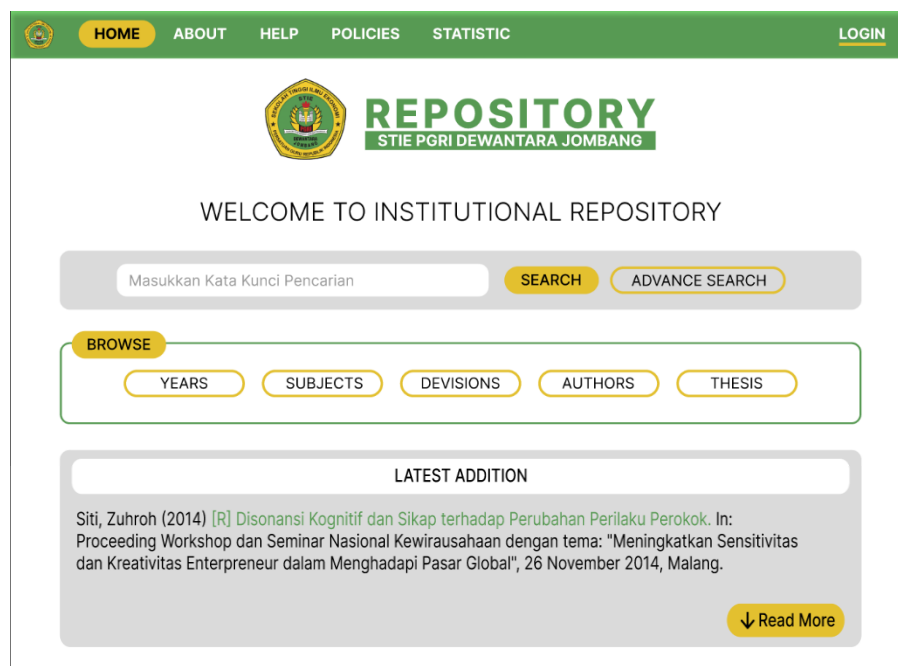 HOME ABOUT HELP POLICIES STATISTIC LOGIN
REPOSITORY
STIE PGRI DEWANTARA JOMBANG
WELCOME TO INSTITUTIONAL REPOSITORY
Masukkan Kata Kunci Pencarian SEARCH ADVANCE SEARCH
BROWSE
YEARS SUBJECTS DEVISIONS AUTHORS THESIS
LATEST ADDITION
Siti, Zuhroh (2014) [R] Disonansi Kognitif dan Sikap terhadap Perubahan Perilaku Perokok. In:
Proceeding Workshop dan Seminar Nasional Kewirausahaan dengan tema: "Meningkatkan Sensitivitas
dan Kreativitas Enterpreneur dalam Menghadapi Pasar Global", 26 November 2014, Malang.
Read More